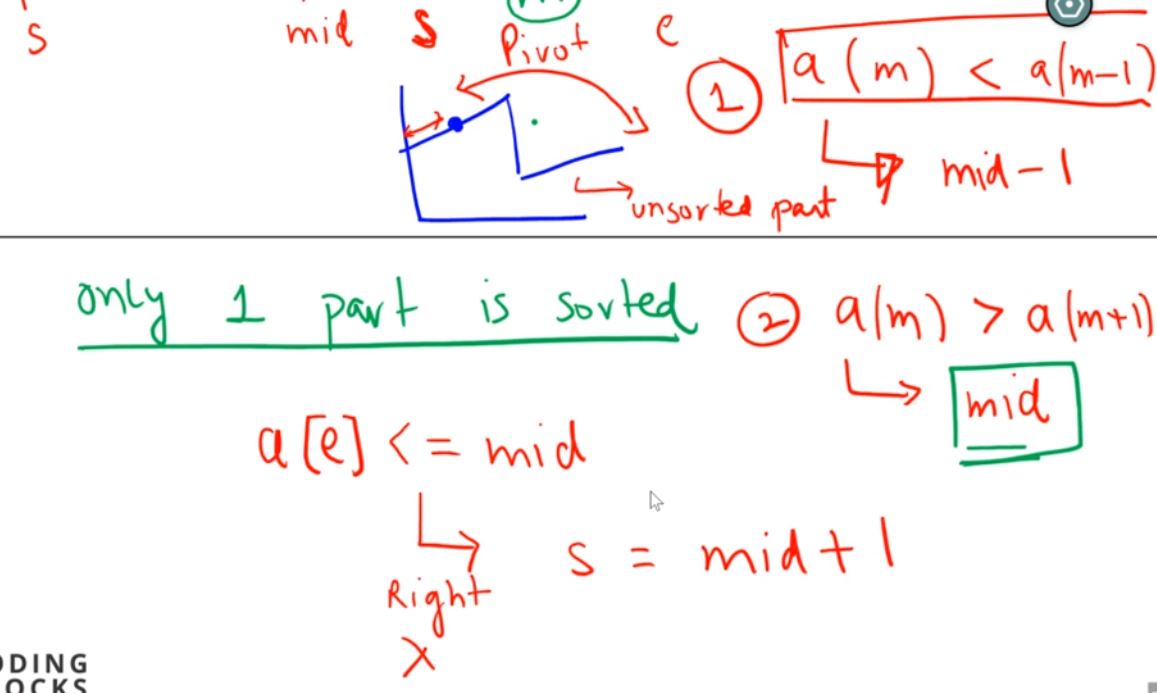 s mid s Pivot e
1 a(m) < a(m-1)
mid-1
unsorted part
only 1 part is sorted
2 a(m) > a(m+1)
mid
a[e] <= mid
s = mid+1
Right
X
DING
OCKS